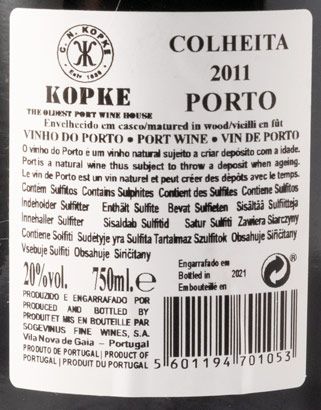 C. N. KOPKE
Estd 1638
COLHEITA
2011
KOPKE PORTO
THE OLDEST PORT WINE HOUSE
Envelhecido em casco/matured in wood/vieilli en fût
VINHO DO PORTO • PORT WINE • VIN DE PORTO
O vinho do Porto é um vinho natural sujeito a criar depósito com a idade.
Port is a natural wine thus subject to throw a deposit when ageing.
Le vin de Porto est un vin naturel et peut créer des dépôts avec le temps.
Contém Sulfitos Contains Sulphites Contient des Sulfites Contiene Sulfitos
Indeholder Sulfitter Enthält Sulfite Bevat Sulfieten Sisältää Sulfiitteja
Inneholler Sulfiter Sisaldab Sulfitid Satur Sulfīti Zawiera Siarczyny
Contiene Solfiti Sudėtyje yra Sulfita Tartalmaz Szulfitok Obsahuje Siřičitany
Vsebuje Sulfiti Obsahuje Siričitany
20%vol. 750ml. e
Engarrafado em
Bottled in 2021
Embouteille en
PRODUZIDO E ENGARRAFADO POR
PRODUCED AND BOTTLED BY
PRODUIT ET MIS EN BOUTEILLE PAR
SOGEVINUS FINE WINES, S.A.
Vila Nova de Gaia - Portugal
PRODUTO DE PORTUGAL | PRODUCT OF
PORTUGAL | PRODUIT DU PORTUGAL
5 601194 701053